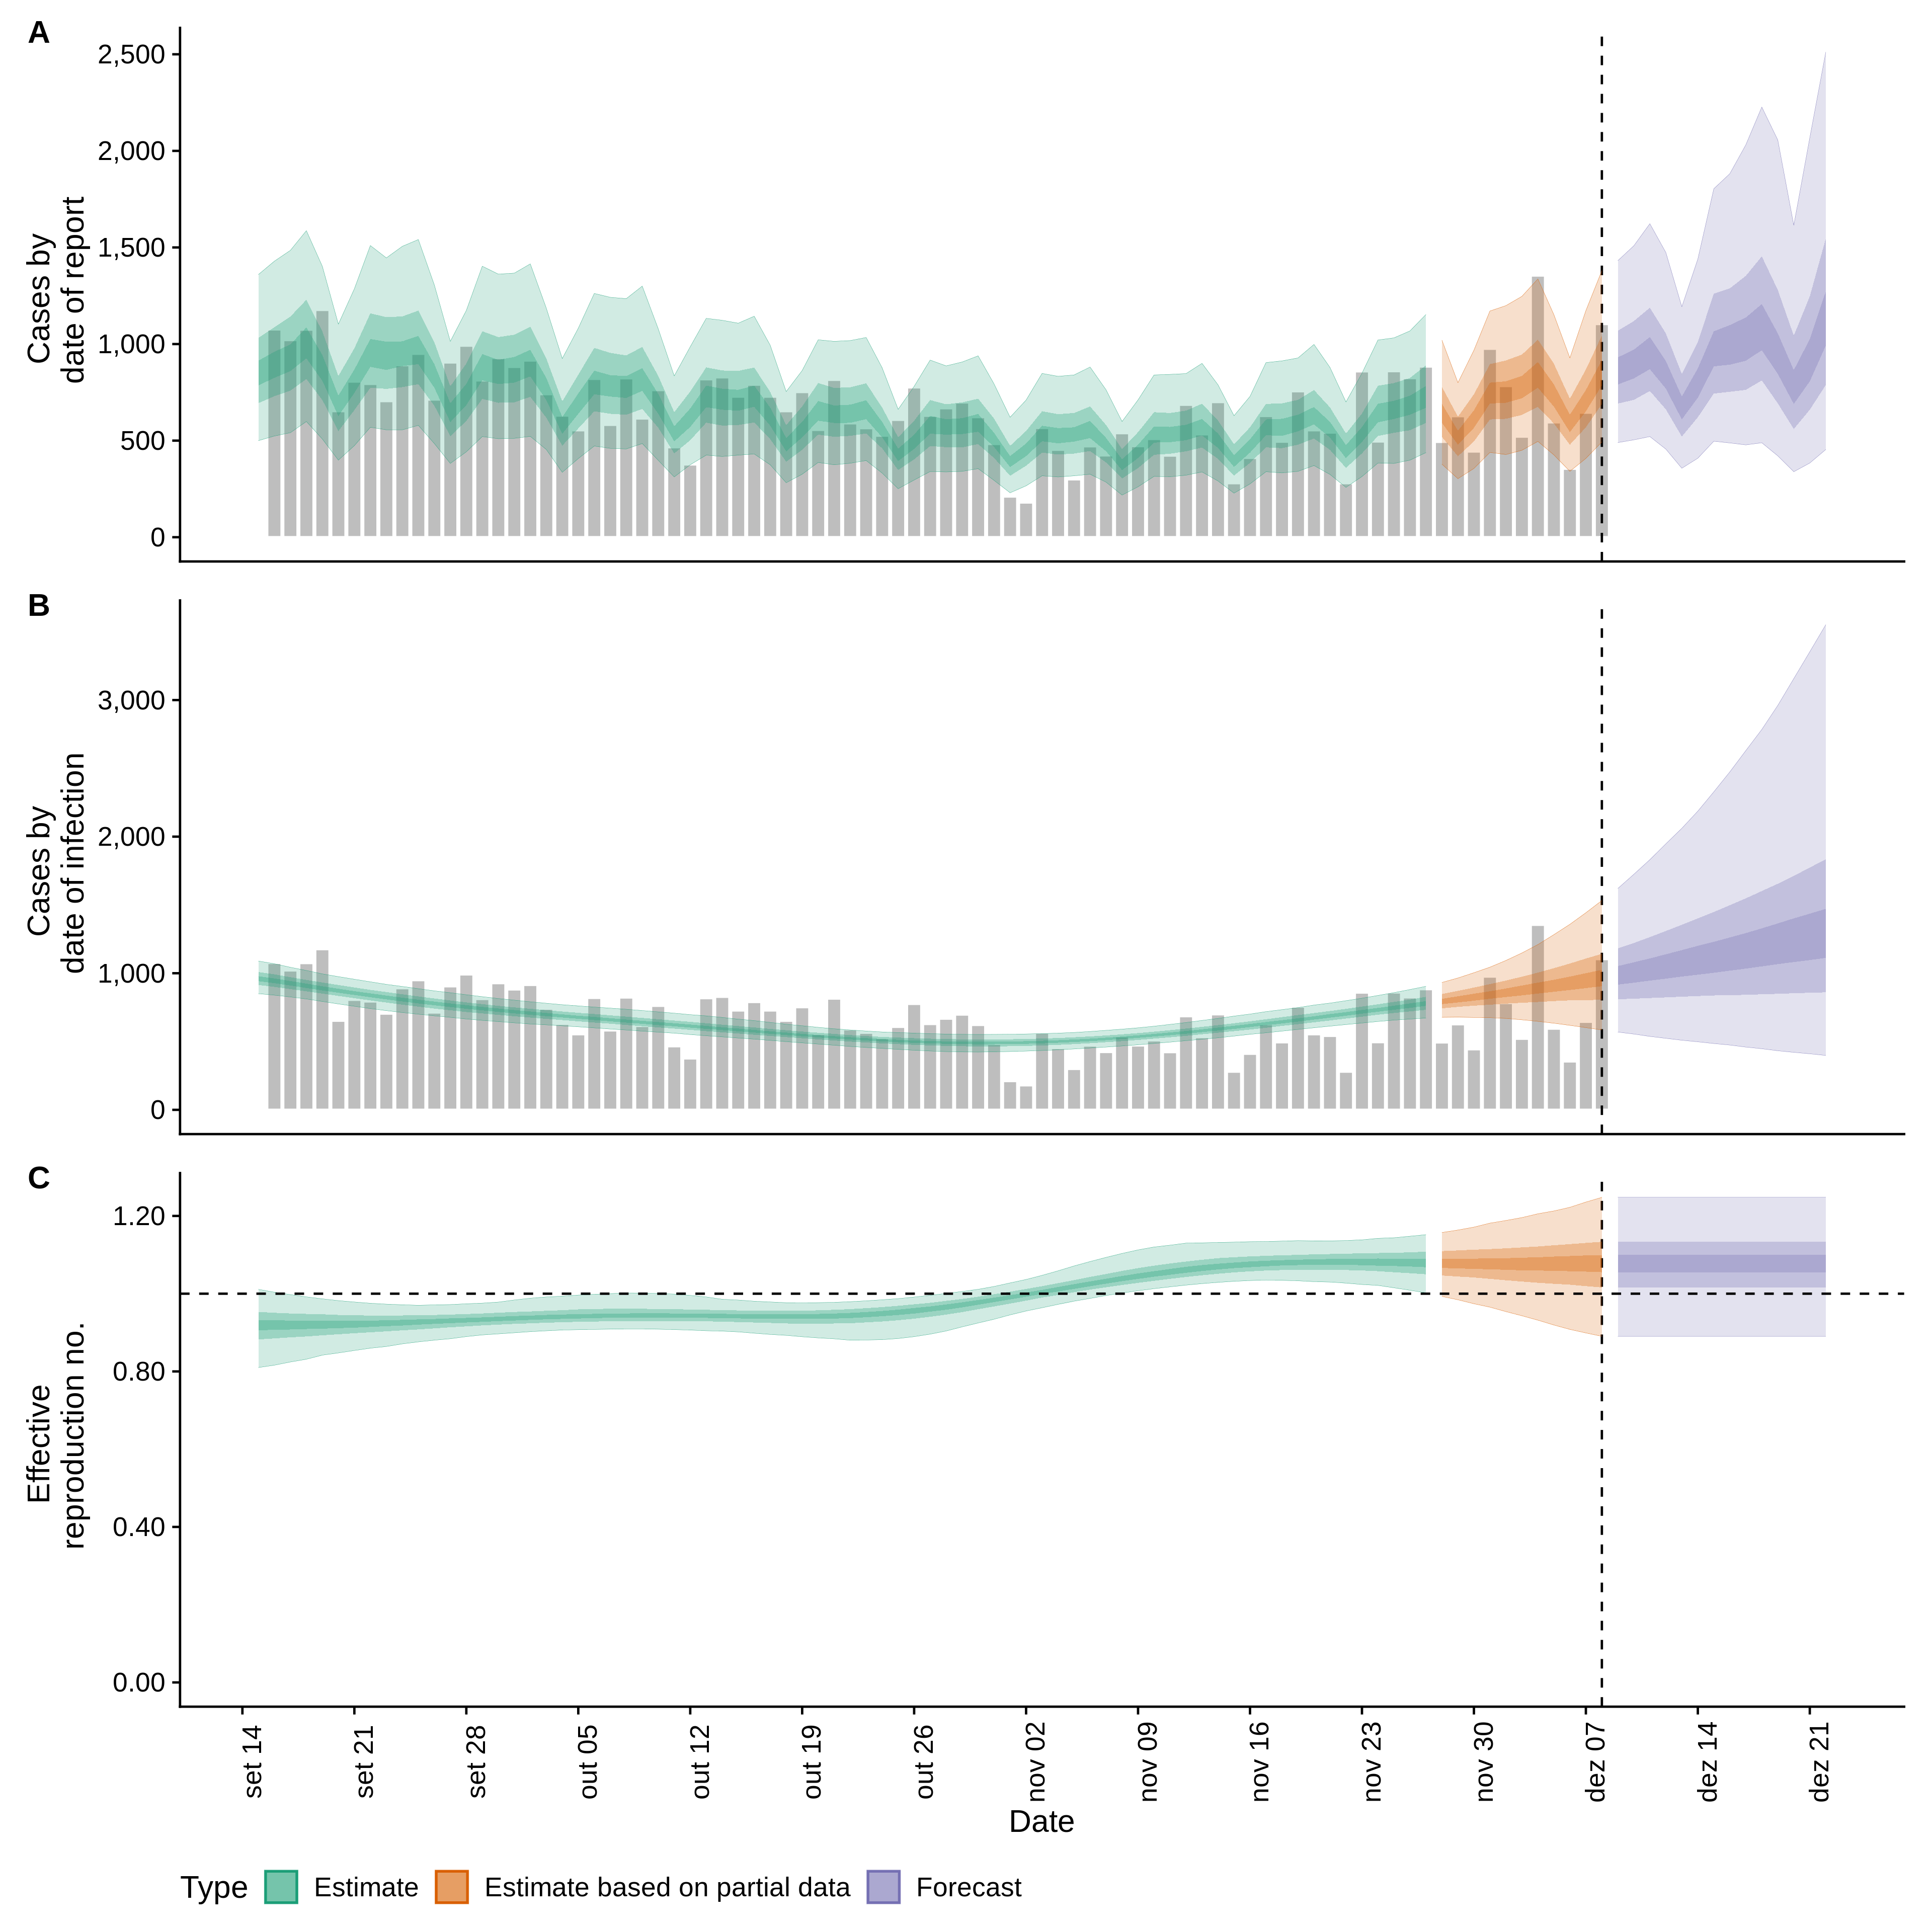 A
2,500
2,000
1,500
1,000
500
0
Cases by
date of report
B
3,000
2,000
1,000
0
Cases by
date of infection
C
1.20
0.80
0.40
0.00
Effective
reproduction no.
set 14
set 21
set 28
out 05
out 12
out 19
out 26
nov 02
nov 09
nov 16
nov 23
nov 30
dez 07
dez 14
dez 21
Date
Type Estimate Estimate based on partial data Forecast